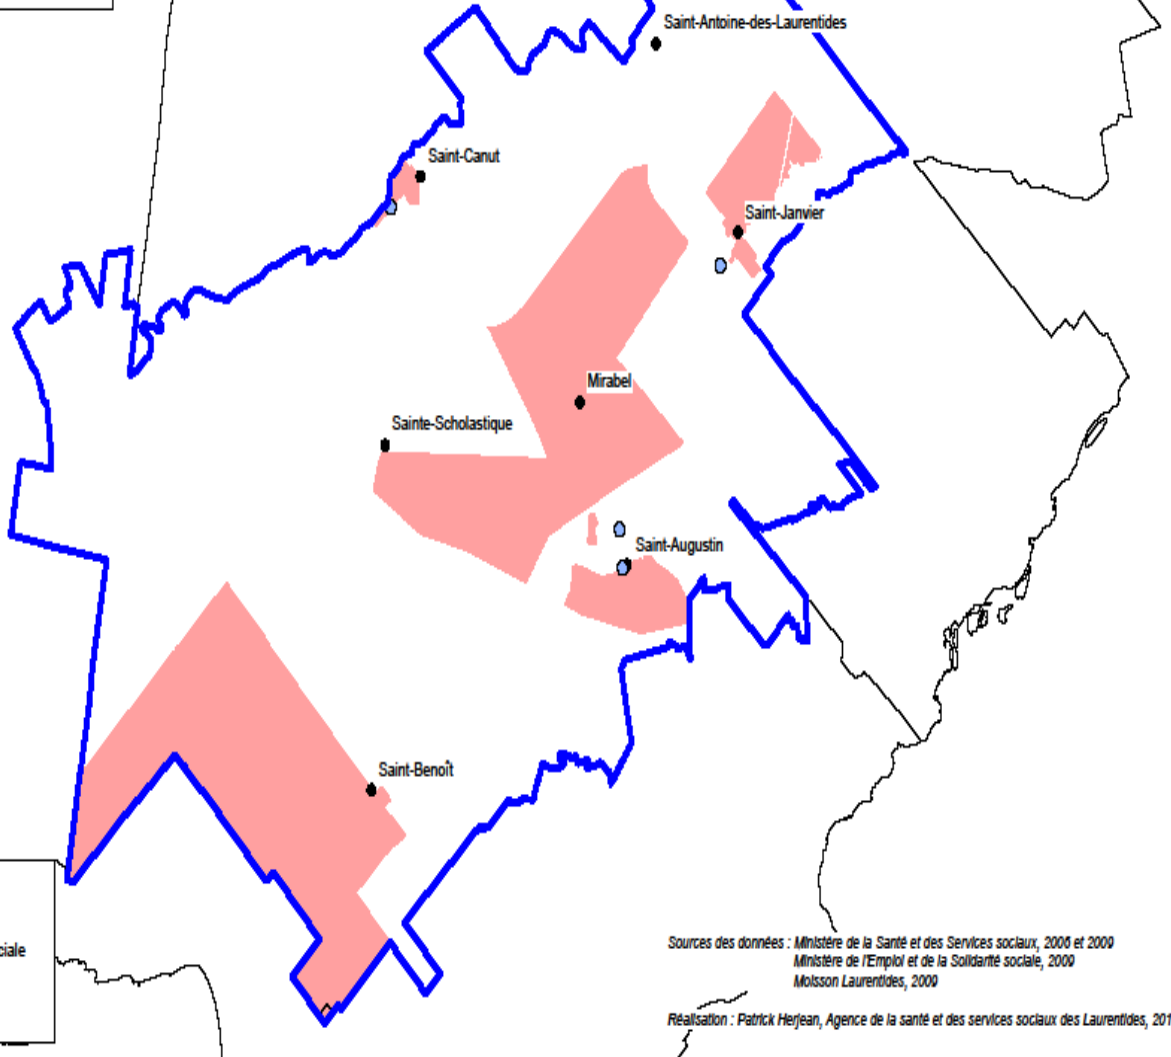 Saint-Antoine-des-Laurentides
Saint-Canut
Saint-Janvier
Mirabel
Sainte-Scholastique
Saint-Augustin
Saint-Benoît
ciale
Sources des données : Ministère de la Santé et des Services sociaux, 2006 et 2009
Ministère de l'Emploi et de la Solidarité sociale, 2009
Moisson Laurentides, 2009
Réalisation : Patrick Herjean, Agence de la santé et des services sociaux des Laurentides, 201